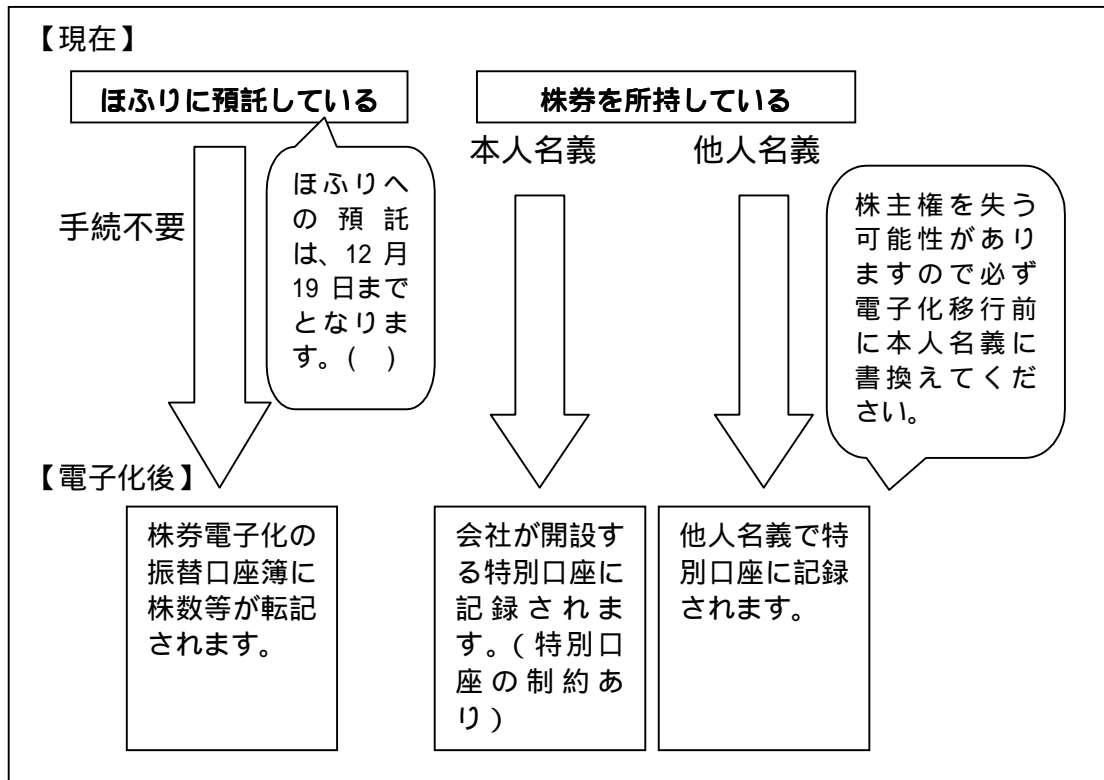 【現在】
ほふりに預託している
株券を所持している
本人名義
他人名義
手続不要
ほふりへ
の預託
は、12月
19日まで
となりま
す。(　)
株主権を失う
可能性があり
ますので必ず
電子化移行前
に本人名義に
書換えてくだ
さい。
【電子化後】
株券電子化の
振替口座簿に
株数等が転記
されます。
会社が開設す
る特別口座に
記録されま
す。(特別口
座の制約あ
り)
他人名義で特
別口座に記録
されます。